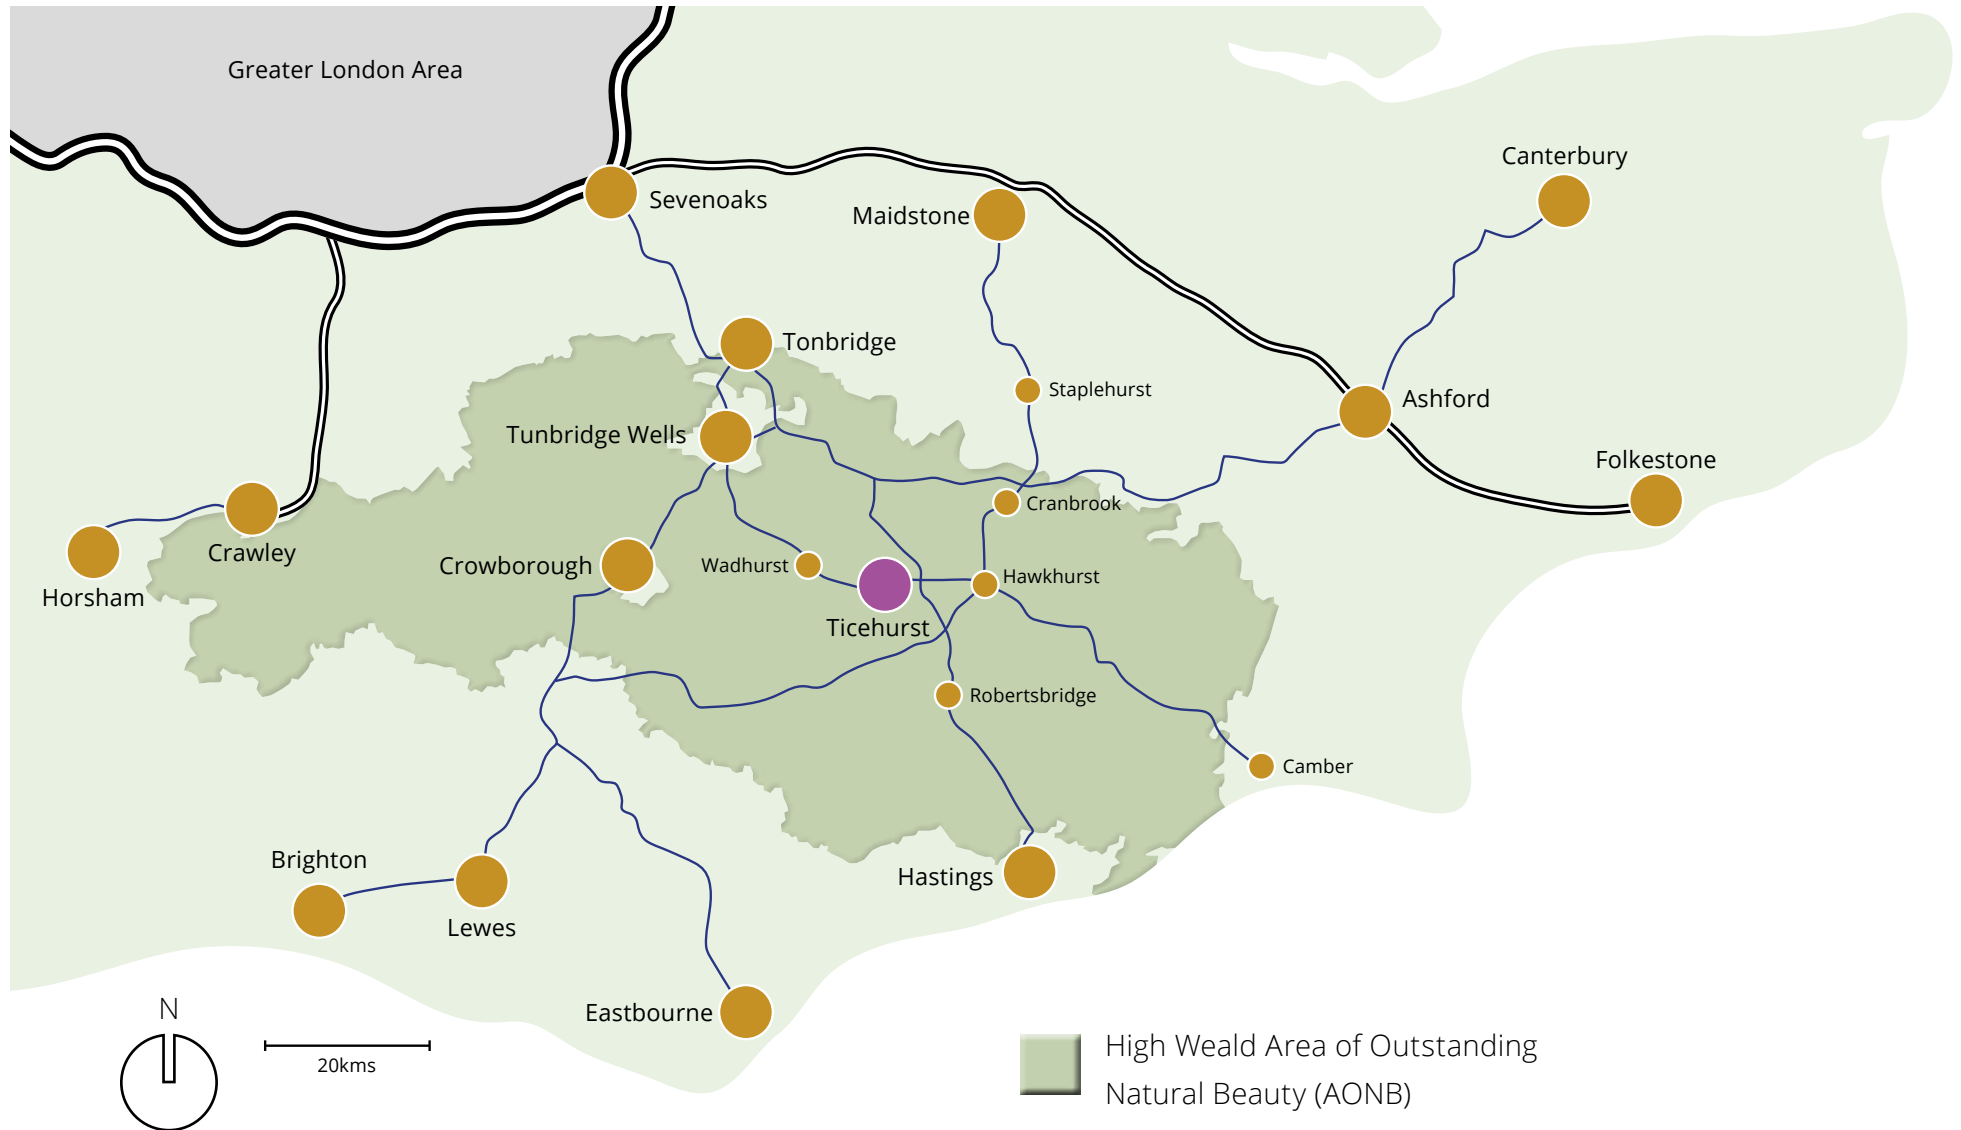 Greater London Area
Canterbury
Sevenoaks
Maidstone
Tonbridge
Staplehurst
Ashford
Tunbridge Wells
Folkestone
Cranbrook
Crawley
Crowborough
Wadhurst
Hawkhurst
Horsham
Ticehurst
Robertsbridge
Camber
Brighton
Hastings
Lewes
Eastbourne
N
20kms
High Weald Area of Outstanding
Natural Beauty (AONB)